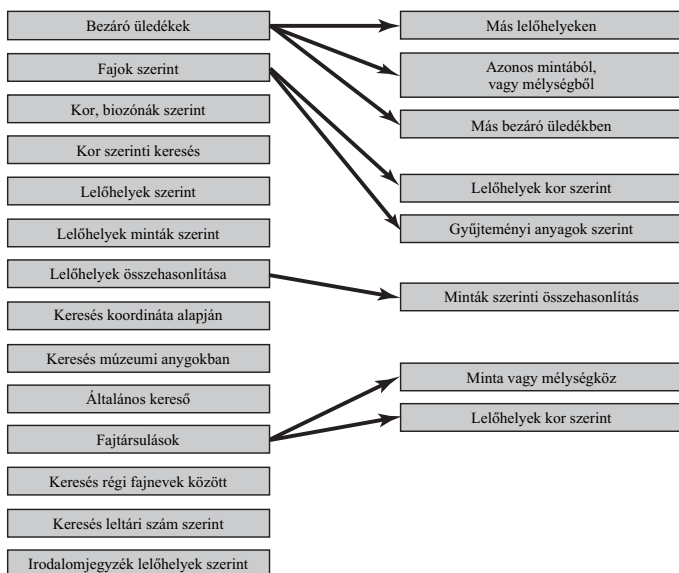 Bezáró üledékek
Fajok szerint
Kor, biozónák szerint
Kor szerinti keresés
Lelőhelyek szerint
Lelőhelyek minták szerint
Lelőhelyek összehasonlítása
Keresés koordináta alapján
Keresés múzeumi anygokban
Általános kereső
Fajtársulások
Keresés régi fajnevek között
Keresés leltári szám szerint
Irodalomjegyzék lelőhelyek szerint
Más lelőhelyeken
Azonos mintából,
vagy mélységből
Más bezáró üledékben
Lelőhelyek kor szerint
Gyűjteményi anyagok szerint
Minták szerinti összehasonlítás
Minta vagy mélységköz
Lelőhelyek kor szerint